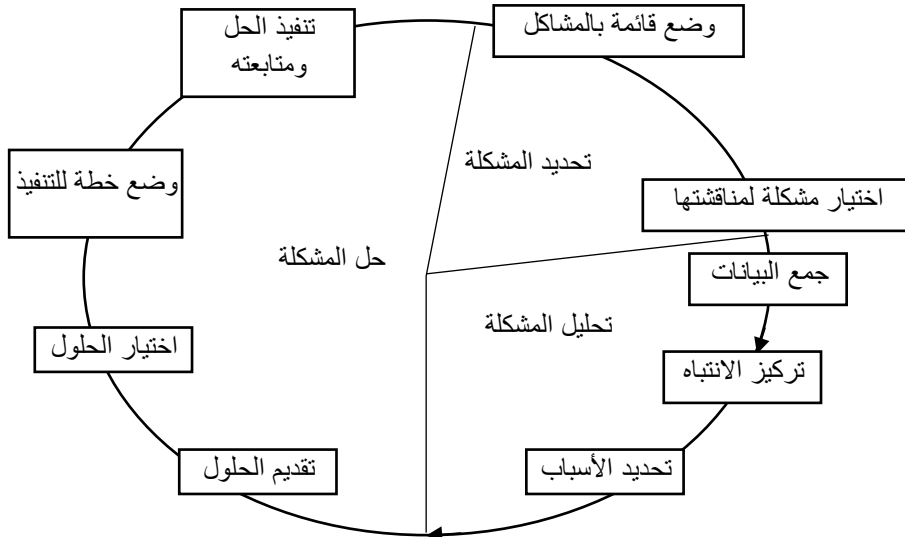 وضع قائمة بالمشاكل
تنفيذ الحل
ومتابعته
تحديد المشكلة
وضع خطة للتنفيذ
اختيار مشكلة لمناقشتها
حل المشكلة
جمع البيانات
تحليل المشكلة
اختيار الحلول
تركيز الانتباه
تحديد الأسباب
تقديم الحلول